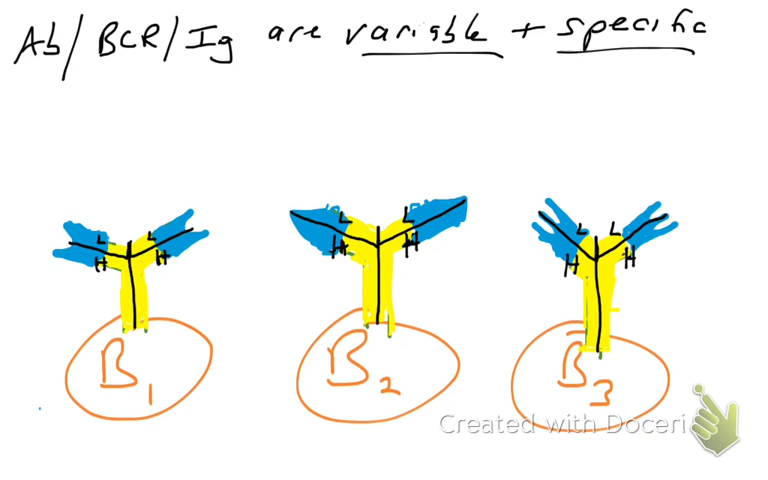 Ab/BCR/Ig are variable + specific
L L L L L L
H H H H H H
B1 B2 B3
Created with Doceri